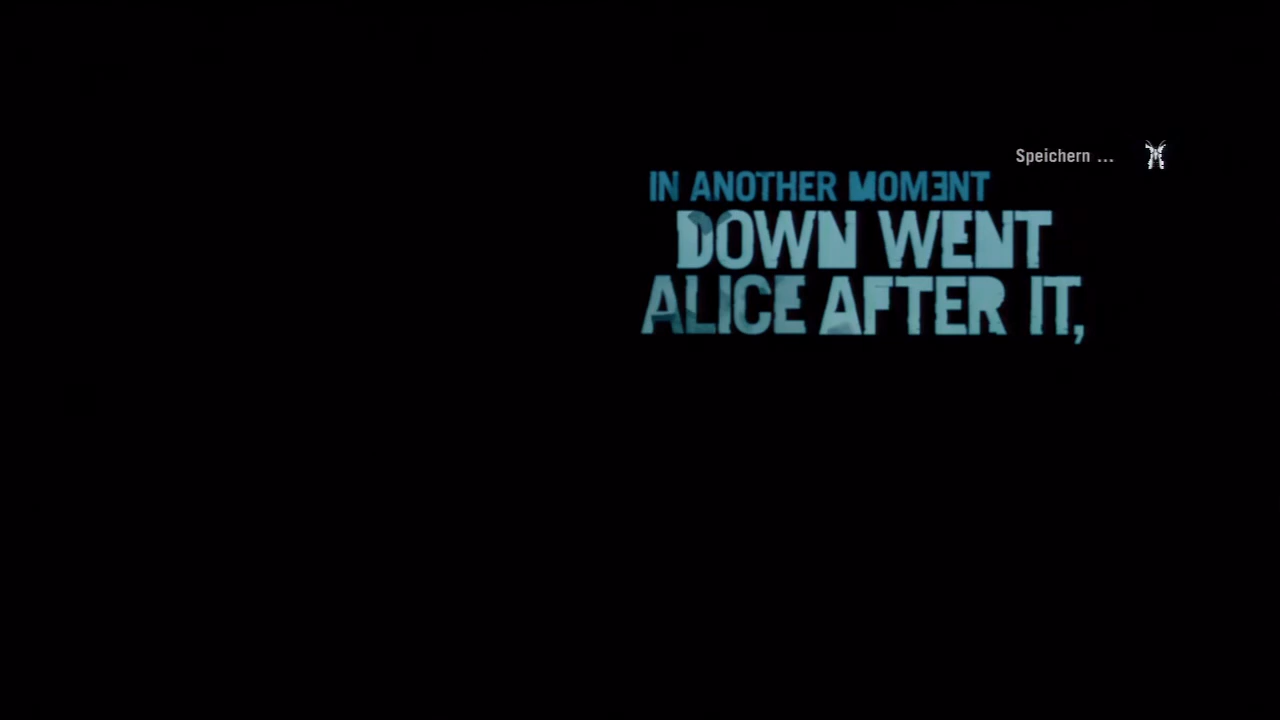 Speichern ...
IN ANOTHER MOMENT
DOWN WENT
ALICE AFTER IT,